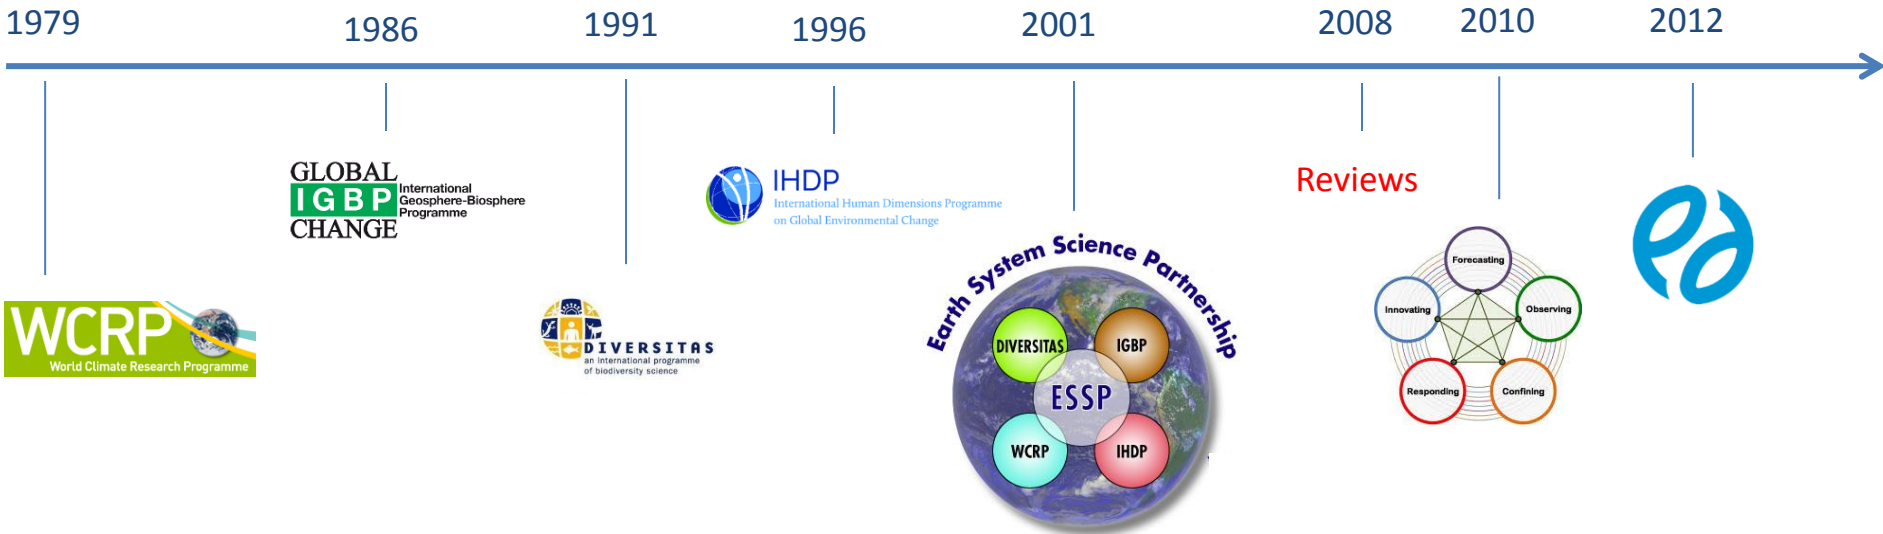 1979
1986
1991
1996
2001
2008
2010
2012
WCRP
World Climate Research Programme
GLOBAL
IGBP
CHANGE
International
Geosphere-Biosphere
Programme
DIVERSITAS
an international programme
of biodiversity science
IHDP
International Human Dimensions Programme
on Global Environmental Change
Earth System Science Partnership
DIVERSITAS
IGBP
ESSP
WCRP
IHDP
Reviews
Forecasting
Innovating
Observing
Responding
Confining